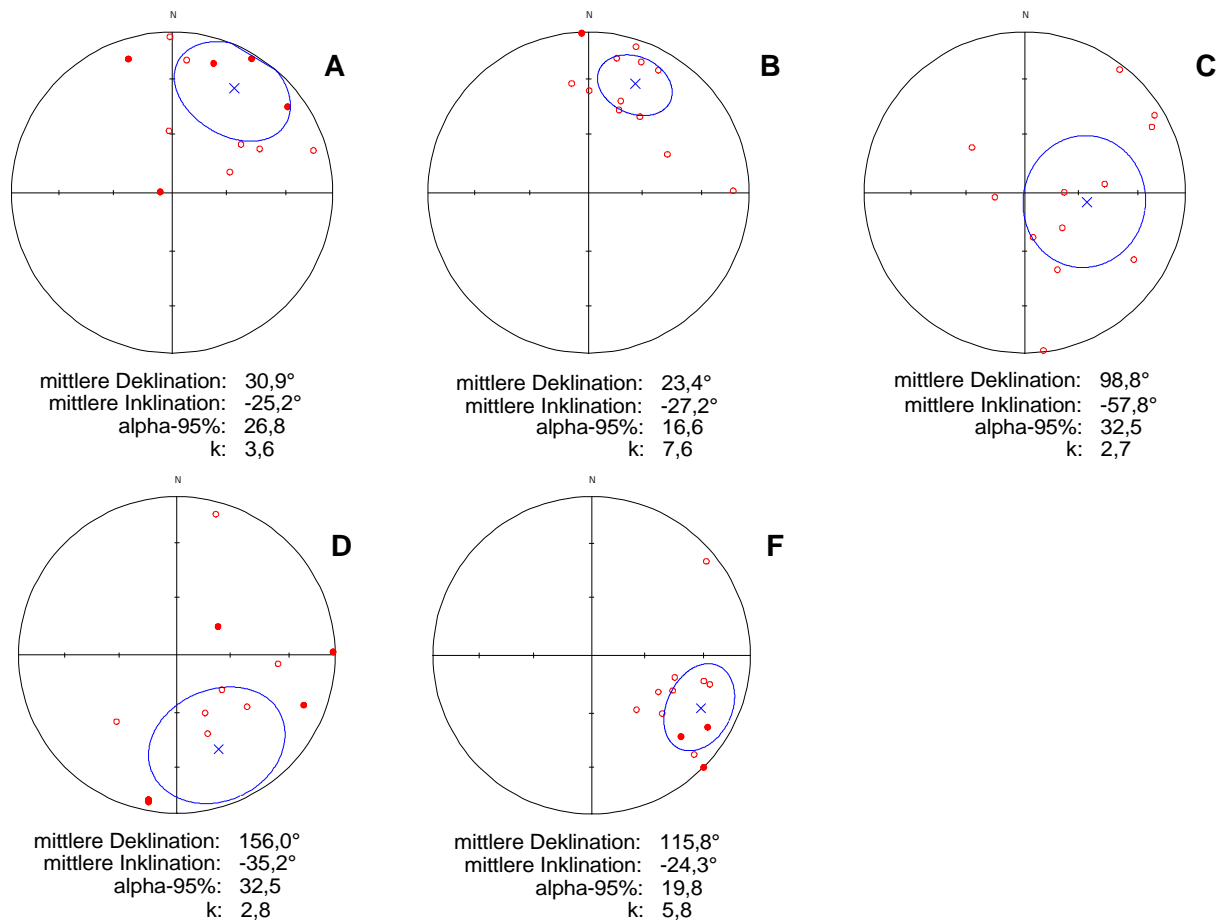 N
A
mittlere Deklination: 30,9°
mittlere Inklination: -25,2°
alpha-95%: 26,8
k: 3,6
N
B
mittlere Deklination: 23,4°
mittlere Inklination: -27,2°
alpha-95%: 16,6
k: 7,6
N
C
mittlere Deklination: 98,8°
mittlere Inklination: -57,8°
alpha-95%: 32,5
k: 2,7
N
D
mittlere Deklination: 156,0°
mittlere Inklination: -35,2°
alpha-95%: 32,5
k: 2,8
N
F
mittlere Deklination: 115,8°
mittlere Inklination: -24,3°
alpha-95%: 19,8
k: 5,8